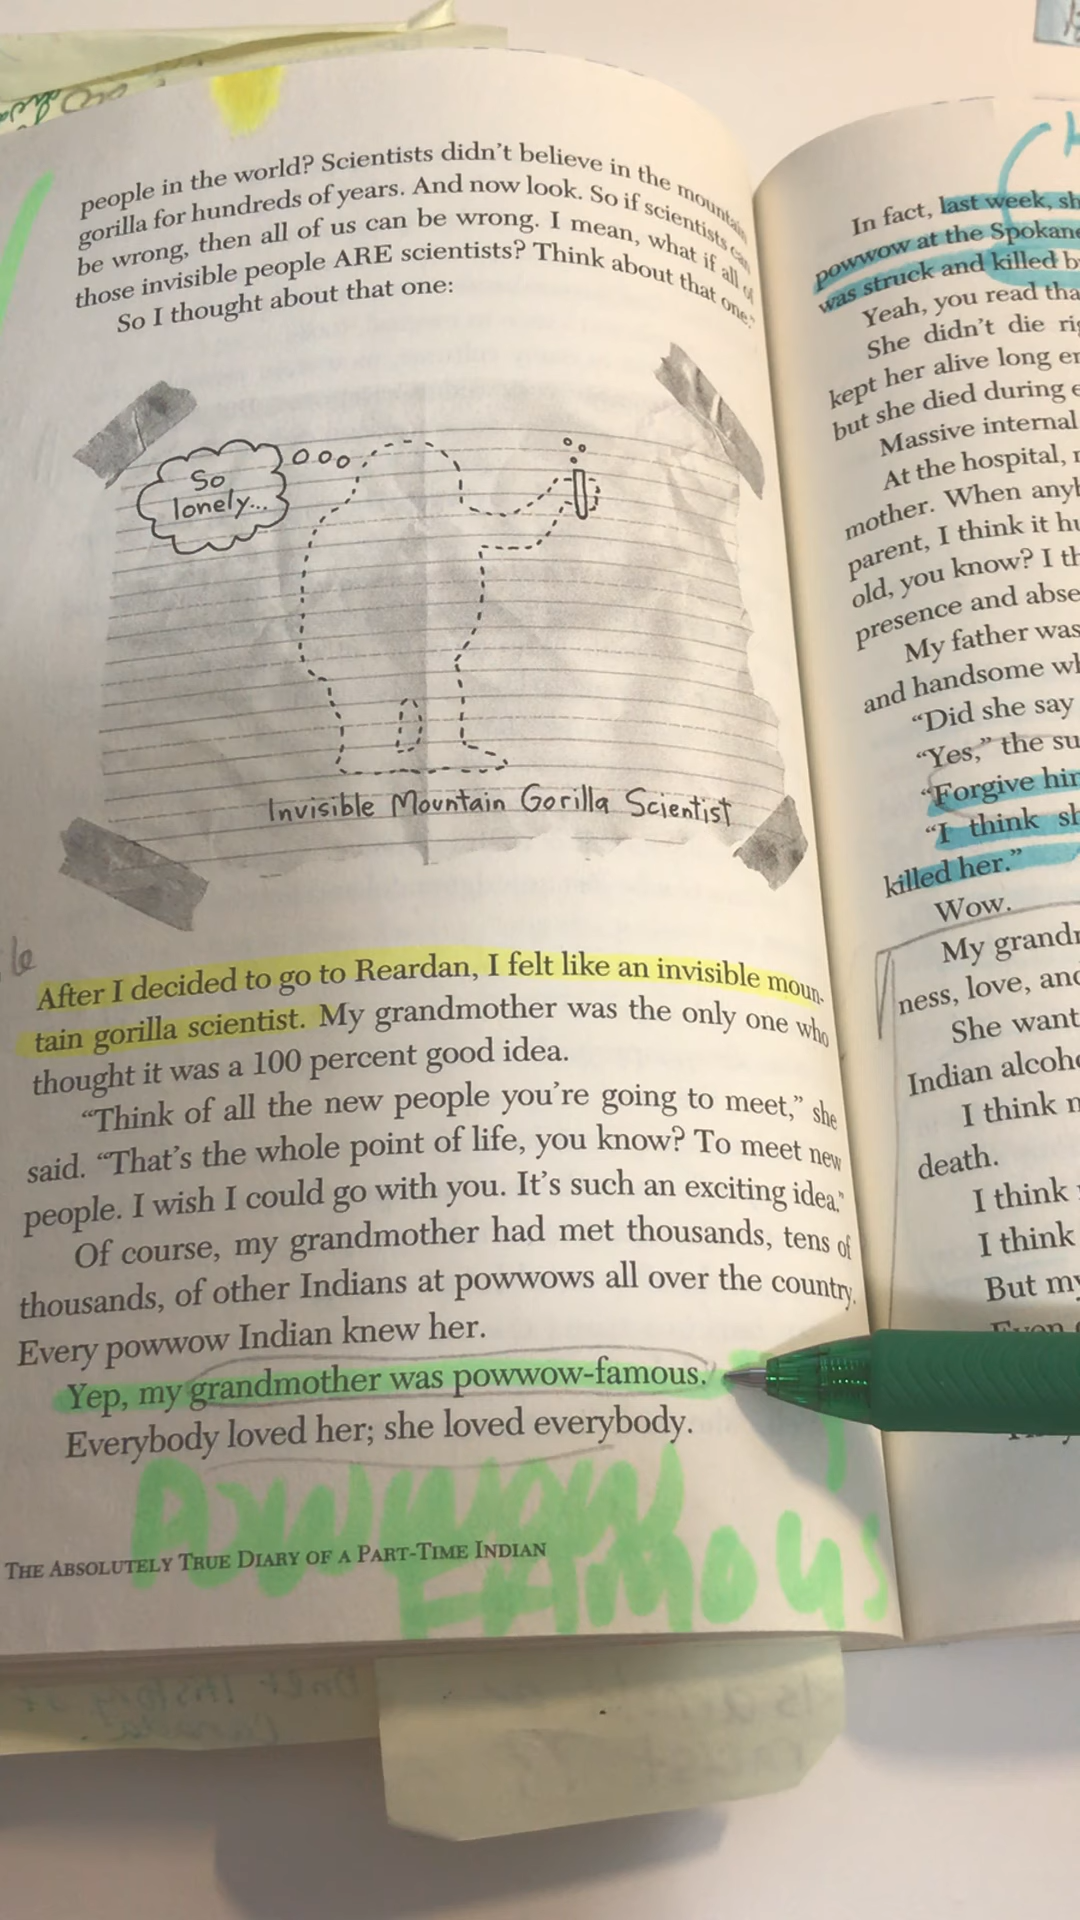 people in the world? Scientists didn't believe in the mountain
gorilla for hundreds of years. And now look. So if scientists can
be wrong, then all of us can be wrong. I mean, what if all of
those invisible people ARE scientists? Think about that one."
So I thought about that one:
So
lonely...
Invisible Mountain Gorilla Scientist
After I decided to go to Reardan, I felt like an invisible moun-
tain gorilla scientist. My grandmother was the only one who
thought it was a 100 percent good idea.
"Think of all the new people you're going to meet," she
said. "That's the whole point of life, you know? To meet new
people. I wish I could go with you. It's such an exciting idea."
Of course, my grandmother had met thousands, tens of
thousands, of other Indians at powwows all over the country.
Every powwow Indian knew her.
Yep, my grandmother was powwow-famous.
Everybody loved her; she loved everybody.
POWWOW
FAMOUS
THE ABSOLUTELY TRUE DIARY OF A PART-TIME INDIAN
In fact, last week, sh
powwow at the Spokane
was struck and killed b
Yeah, you read tha
She didn't die rig
kept her alive long en
but she died during e
Massive internal
At the hospital,
mother. When anyb
parent, I think it hu
old, you know? I th
presence and abse
My father was
and handsome wh
"Did she say
"Yes," the su
"Forgive him
"I think sh
killed her."
Wow.
My grandm
ness, love, and
She want
Indian alcoho
I think
death.
I think
I think
But my
Even